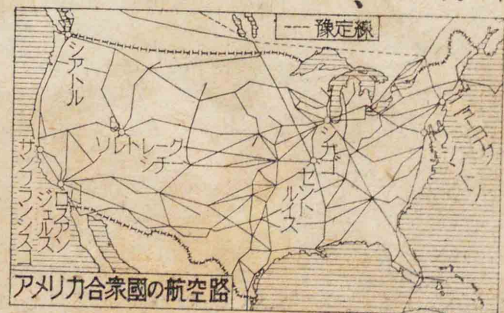 --- 豫定線
シアトル
ソルトレーク
シチー
サンフランシスコ
ロスアン
ジェルス
シカゴ
セント
ルイス
アメリカ合衆國の航空路